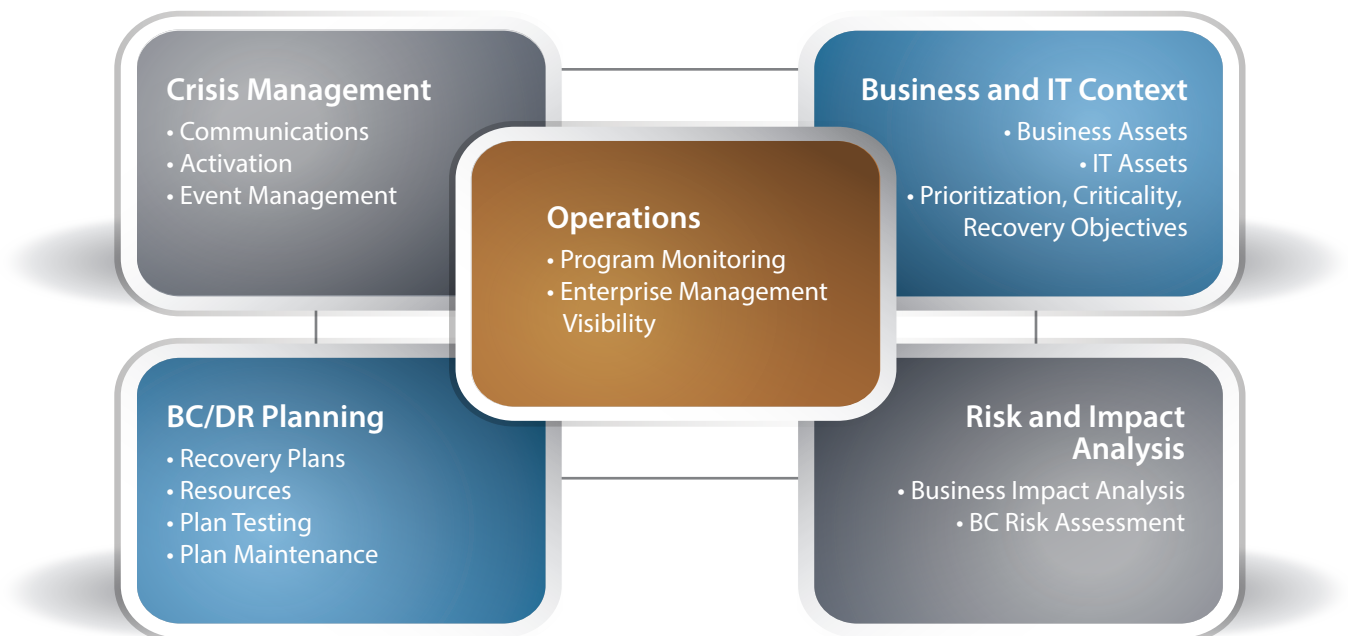 Crisis Management
• Communications
• Activation
• Event Management
Business and IT Context
• Business Assets
• IT Assets
• Prioritization, Criticality,
Recovery Objectives
Operations
• Program Monitoring
• Enterprise Management
Visibility
BC/DR Planning
• Recovery Plans
• Resources
• Plan Testing
• Plan Maintenance
Risk and Impact
Analysis
• Business Impact Analysis
• BC Risk Assessment